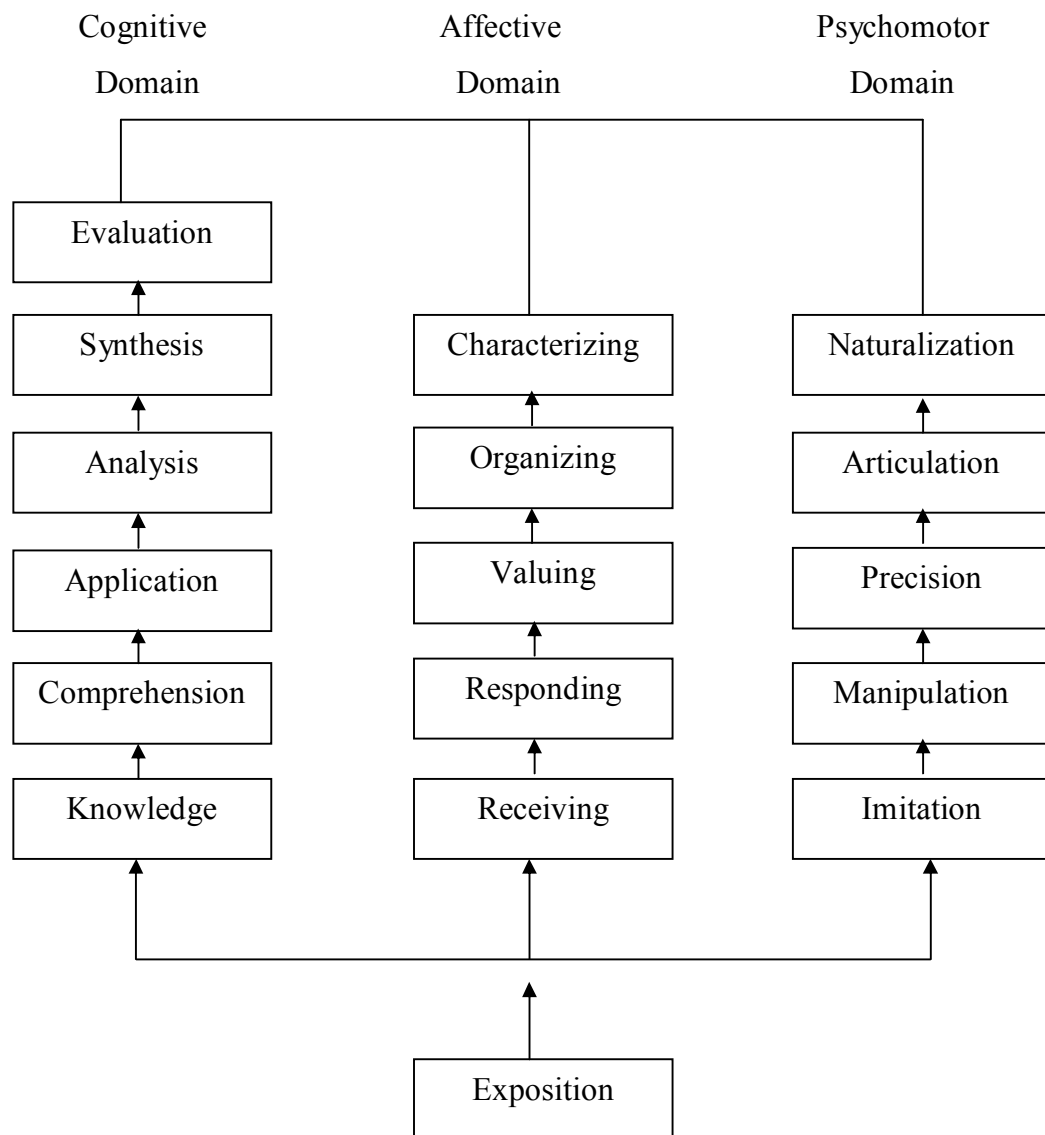 Cognitive Domain
Affective Domain
Psychomotor Domain
Evaluation
Synthesis
Characterizing
Naturalization
Analysis
Organizing
Articulation
Application
Valuing
Precision
Comprehension
Responding
Manipulation
Knowledge
Receiving
Imitation
Exposition